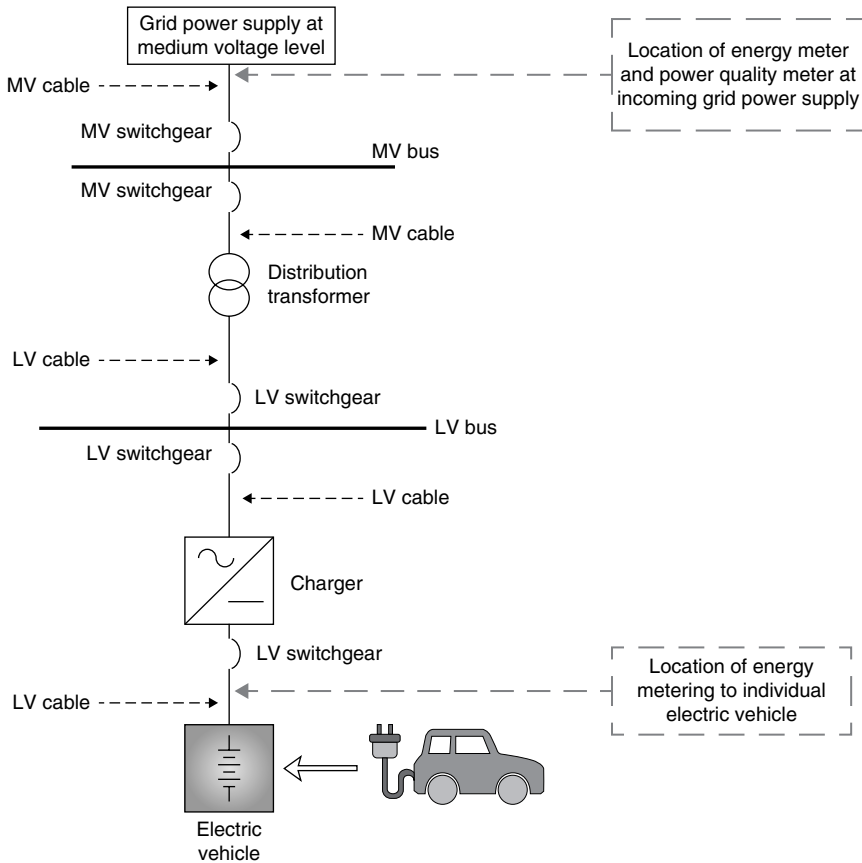 Grid power supply at
medium voltage level
Location of energy meter
and power quality meter at
incoming grid power supply
MV cable
MV switchgear
MV bus
MV switchgear
MV cable
Distribution
transformer
LV cable
LV switchgear
LV bus
LV switchgear
LV cable
Charger
LV switchgear
Location of energy
metering to individual
electric vehicle
LV cable
Electric
vehicle